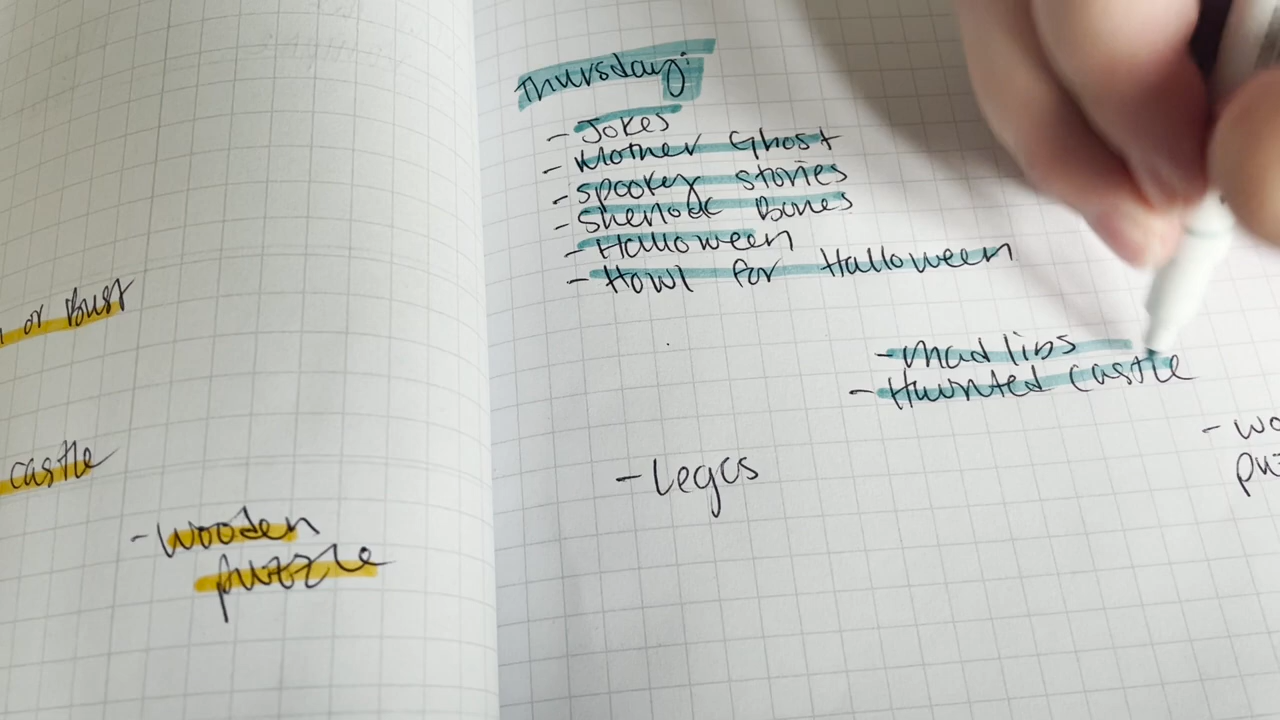 or Bust
castle
- wooden
puzzle
Thursday:
- Jokes
- Mother Ghost
- spookey stories
- Sherlock Bones
- Halloween
- Howl for Halloween
- mad libs
- Haunted castle
- Legos